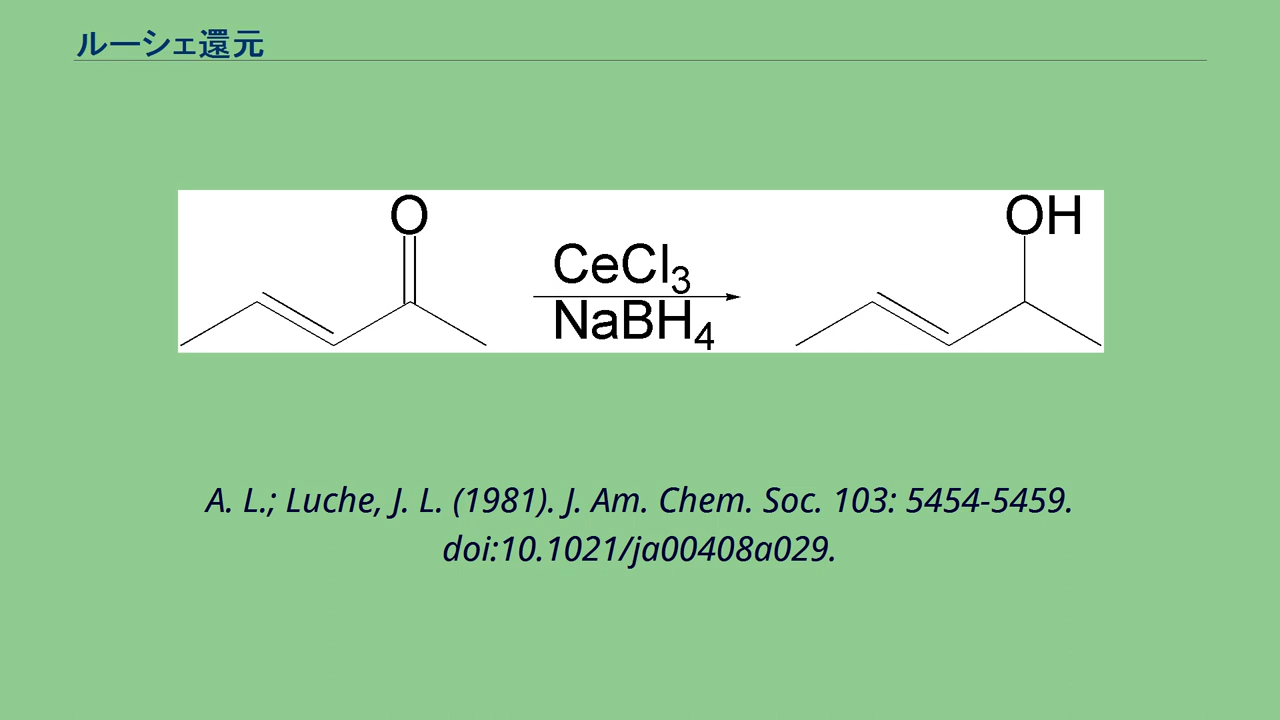 ルーシェ還元
O
OH
CeCl3
NaBH4
A. L.; Luche, J. L. (1981). J. Am. Chem. Soc. 103: 5454-5459.
doi:10.1021/ja00408a029.